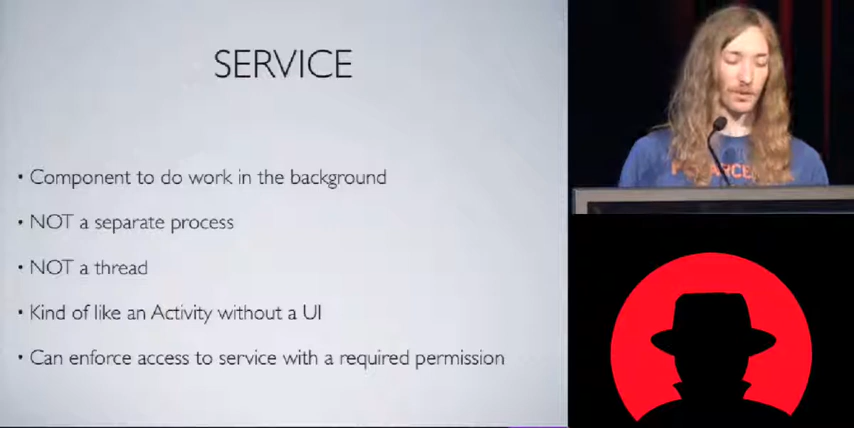 SERVICE
• Component to do work in the background
• NOT a separate process
• NOT a thread
• Kind of like an Activity without a UI
• Can enforce access to service with a required permission